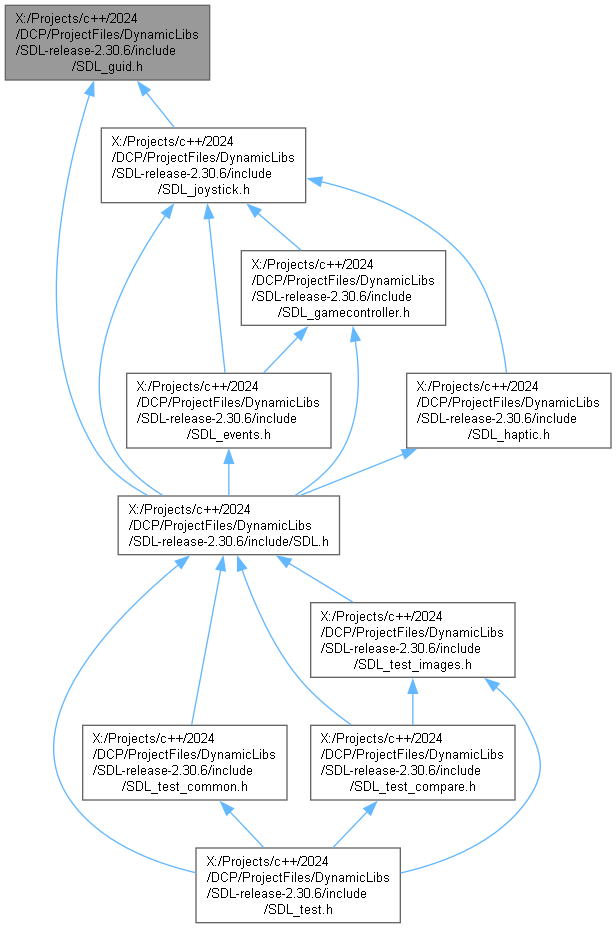 X:/Projects/c++/2024
/DCP/ProjectFiles/DynamicLibs
/SDL-release-2.30.6/include
/SDL_guid.h
X:/Projects/c++/2024
/DCP/ProjectFiles/DynamicLibs
/SDL-release-2.30.6/include
/SDL_joystick.h
X:/Projects/c++/2024
/DCP/ProjectFiles/DynamicLibs
/SDL-release-2.30.6/include
/SDL_gamecontroller.h
X:/Projects/c++/2024
/DCP/ProjectFiles/DynamicLibs
/SDL-release-2.30.6/include
/SDL_events.h
X:/Projects/c++/2024
/DCP/ProjectFiles/DynamicLibs
/SDL-release-2.30.6/include
/SDL_haptic.h
X:/Projects/c++/2024
/DCP/ProjectFiles/DynamicLibs
/SDL-release-2.30.6/include/SDL.h
X:/Projects/c++/2024
/DCP/ProjectFiles/DynamicLibs
/SDL-release-2.30.6/include
/SDL_test_images.h
X:/Projects/c++/2024
/DCP/ProjectFiles/DynamicLibs
/SDL-release-2.30.6/include
/SDL_test_common.h
X:/Projects/c++/2024
/DCP/ProjectFiles/DynamicLibs
/SDL-release-2.30.6/include
/SDL_test_compare.h
X:/Projects/c++/2024
/DCP/ProjectFiles/DynamicLibs
/SDL-release-2.30.6/include
/SDL_test.h